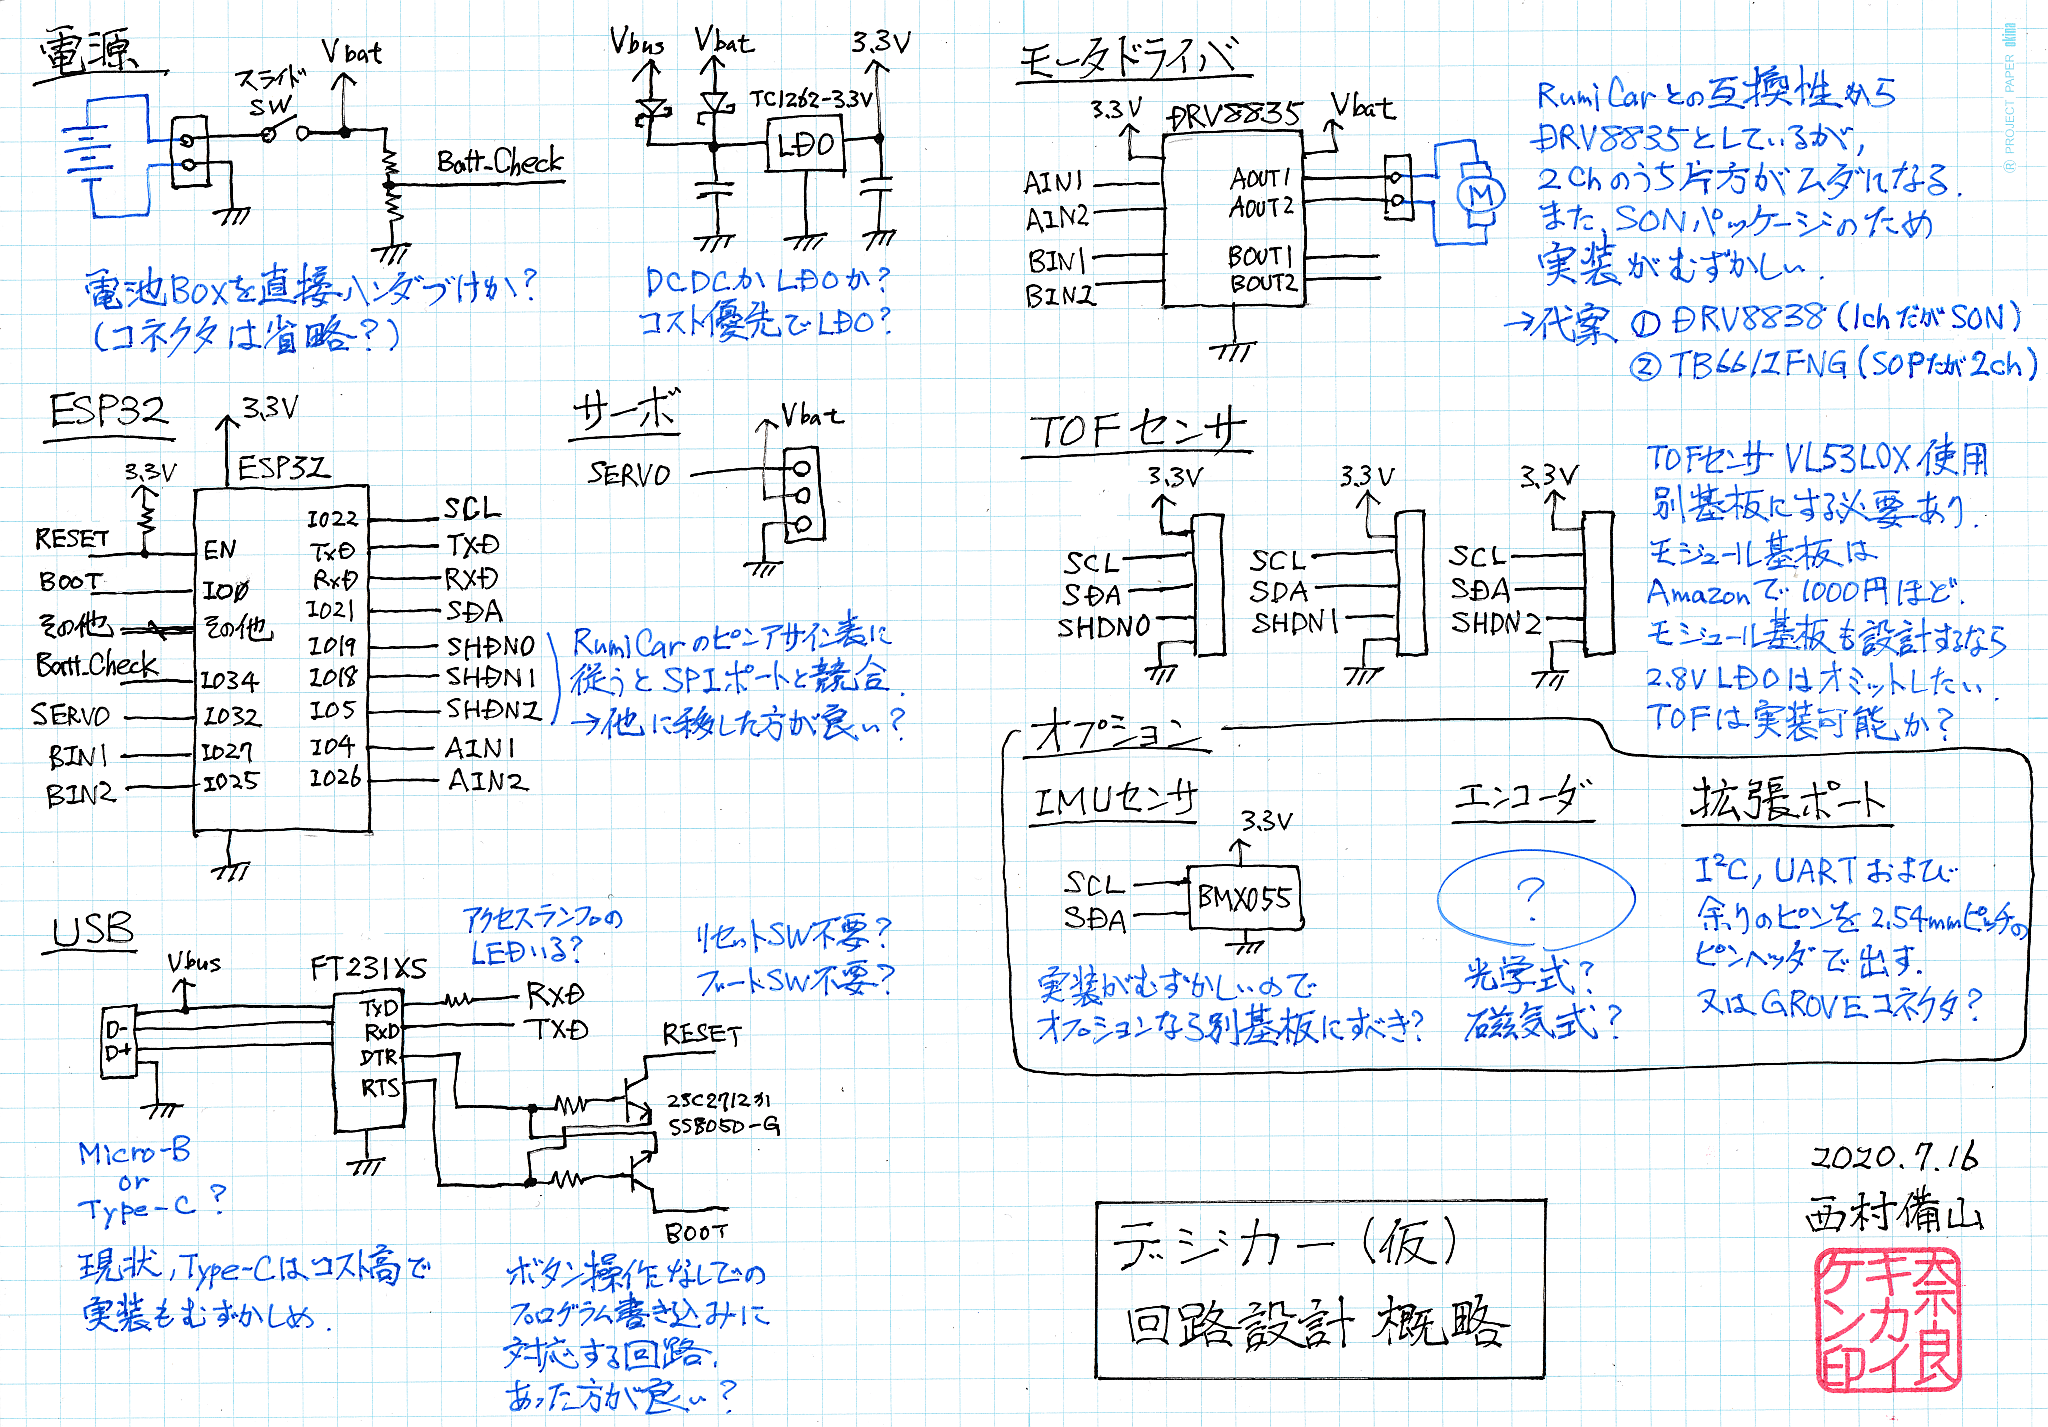 電源
スライド
SW
Vbat
Batt_Check
電池BOXを直接ハンダづけか?
(コネクタは省略?)
Vbus
Vbat
3.3V
TC1262-3.3V
LDO
DCDCか LDOか?
コスト優先でLDO?
モータドライバ
3.3V
DRV8835
Vbat
AIN1
AIN2
BIN1
BIN2
AOUT1
AOUT2
BOUT1
BOUT2
M
RumiCarとの互換性から
DRV8835としているが,
2Chのうち片方がムダになる.
また、SONパッケージのため
実装がむずかしい.
→代案 ① DRV8838 (1chだがSON)
② TB6612FNG (SOPだが2ch)
ESP32
3.3V
ESP32
3.3V
RESET
BOOT
その他
Batt_Check
SERVO
BIN1
BIN2
EN
IO0
その他
IO34
IO32
IO27
IO25
IO22
TxD
RxD
IO21
IO19
IO18
IO5
IO4
IO26
SCL
TXD
RXD
SDA
SHDN0
SHDN1
SHDN2
AIN1
AIN2
RumiCarのピンアサイン表に
従うとSPIポートと競合.
→他に移した方が良い?
サーボ
Vbat
SERVO
TOFセンサ
3.3V
SCL
SDA
SHDN0
3.3V
SCL
SDA
SHDN1
3.3V
SCL
SDA
SHDN2
TOFセンサ VL53L0X使用
別基板にする必要あり.
モジュール基板は
Amazonで1000円ほど.
モジュール基板も設計するなら
2.8V LDOはオミットしたい.
TOFは実装可能か?
オプション
IMUセンサ
3.3V
SCL
SDA
BMX055
実装がむずかしいので
オプションなら別基板にすべき?
エンコーダ
?
光学式?
磁気式?
拡張ポート
I²C, UARTおよび
余りのピンを2.54mmピッチの
ピンヘッダで出す.
又はGROVEコネクタ?
USB
Vbus
D-
D+
FT231XS
TxD
RxD
DTR
RTS
RXD
TXD
アクセスランプの
LEDいる?
リセットSW不要?
ブートSW不要?
RESET
SS8050-G
BOOT
Micro-B
or
Type-C?
現状,Type-Cはコスト高で
実装もむずかしめ.
ボタン操作なしでの
プログラム書き込みに
対応する回路.
あった方が良い?
デジカー(仮)
回路設計 概略
2020.7.16
西村備山
奈良
キカイ
ケン印
PROJECT PAPER okina